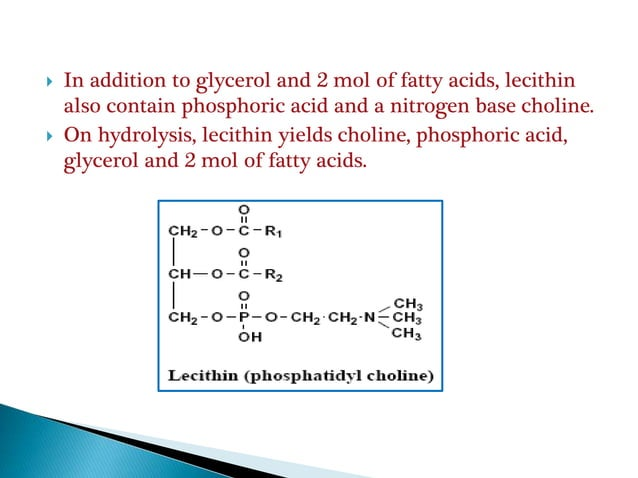 In addition to glycerol and 2 mol of fatty acids, lecithin
also contain phosphoric acid and a nitrogen base choline.
On hydrolysis, lecithin yields choline, phosphoric acid,
glycerol and 2 mol of fatty acids.
O
CH₂-O-C-R₁
O
CH-O-C-R₂
O
CH₂-O-P-O-CH₂·CH₂-N
CH₃
CH₃
CH₃
OH
Lecithin (phosphatidyl choline)